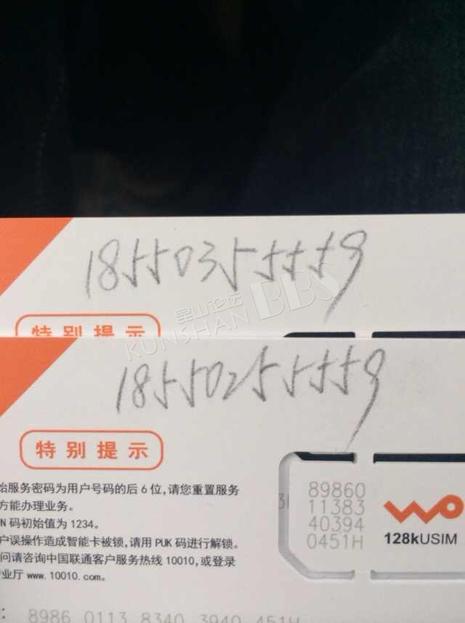 18550355559
昆山论坛 BBS
KUNSHAN
特别提示
18550255559
特别提示
始服务密码为用户号码的后6位,请您重置服务
方能办理业务。
N码初始值为1234。
户误操作造成智能卡被锁,请用PUK码进行解锁。
问请咨询中国联通客户服务热线10010,或登录
业厅www.10010.com。
89860
11383
40394
0451H
128kUSIM
8986 0113 8340 3940 451H